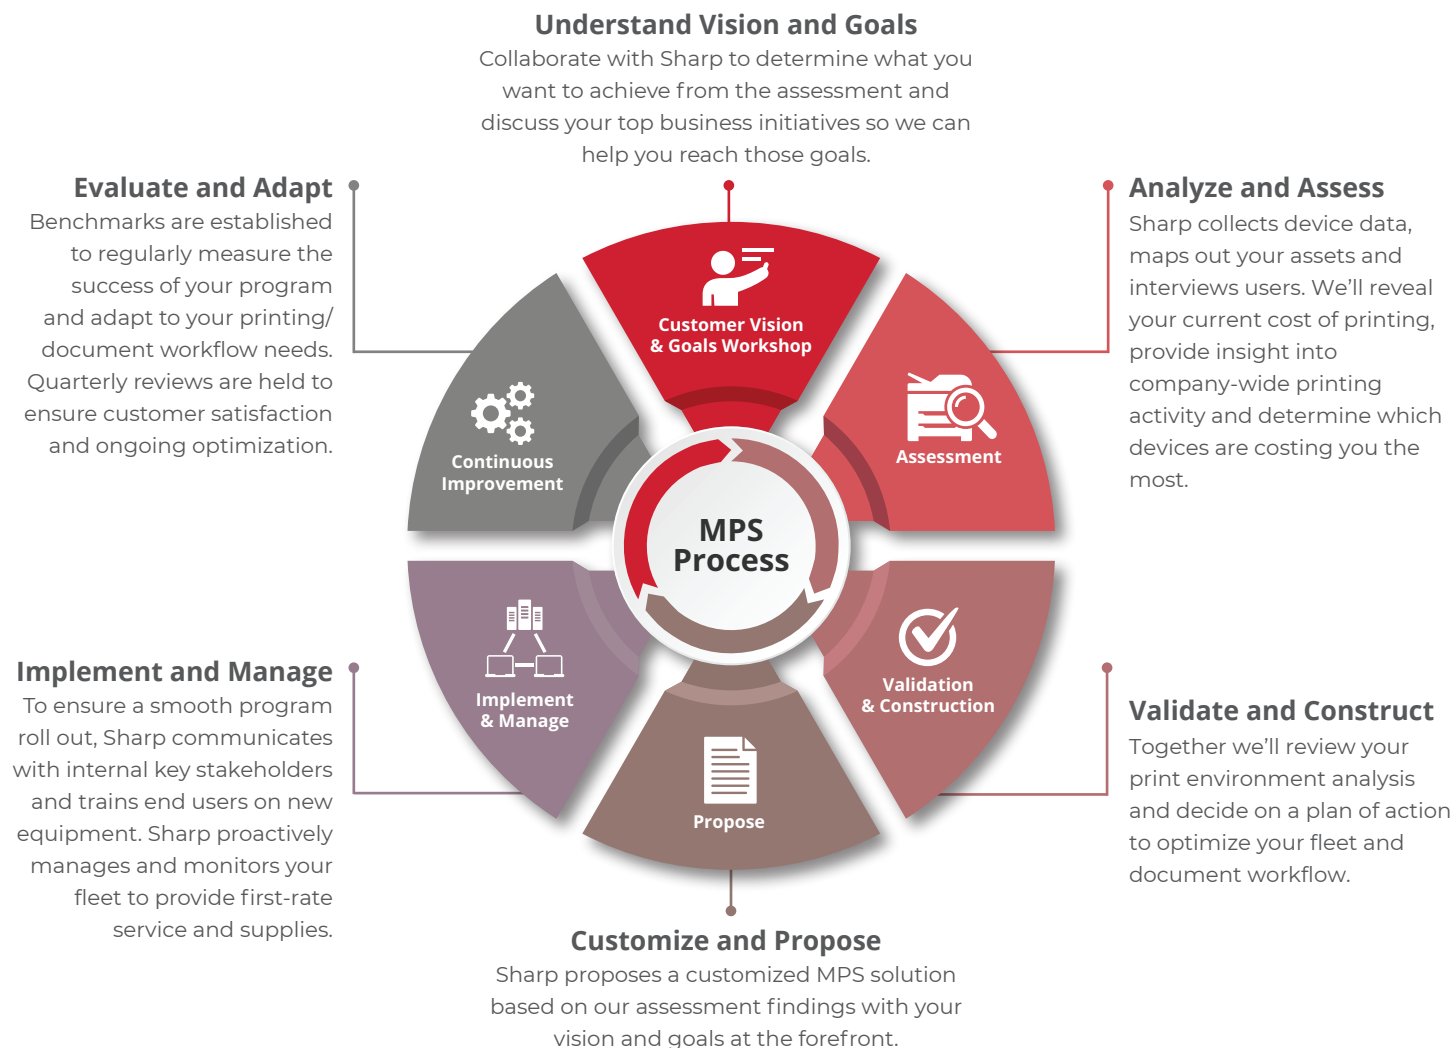 Understand Vision and Goals
Collaborate with Sharp to determine what you
want to achieve from the assessment and
discuss your top business initiatives so we can
help you reach those goals.
Analyze and Assess
Sharp collects device data,
maps out your assets and
interviews users. We’ll reveal
your current cost of printing,
provide insight into
company-wide printing
activity and determine which
devices are costing you the
most.
Validate and Construct
Together we’ll review your
print environment analysis
and decide on a plan of action
to optimize your fleet and
document workflow.
Customize and Propose
Sharp proposes a customized MPS solution
based on our assessment findings with your
vision and goals at the forefront.
Implement and Manage
To ensure a smooth program
roll out, Sharp communicates
with internal key stakeholders
and trains end users on new
equipment. Sharp proactively
manages and monitors your
fleet to provide first-rate
service and supplies.
Evaluate and Adapt
Benchmarks are established
to regularly measure the
success of your program
and adapt to your printing/
document workflow needs.
Quarterly reviews are held to
ensure customer satisfaction
and ongoing optimization.
Customer Vision
& Goals Workshop
Assessment
Validation
& Construction
Propose
Implement
& Manage
Continuous
Improvement
MPS
Process